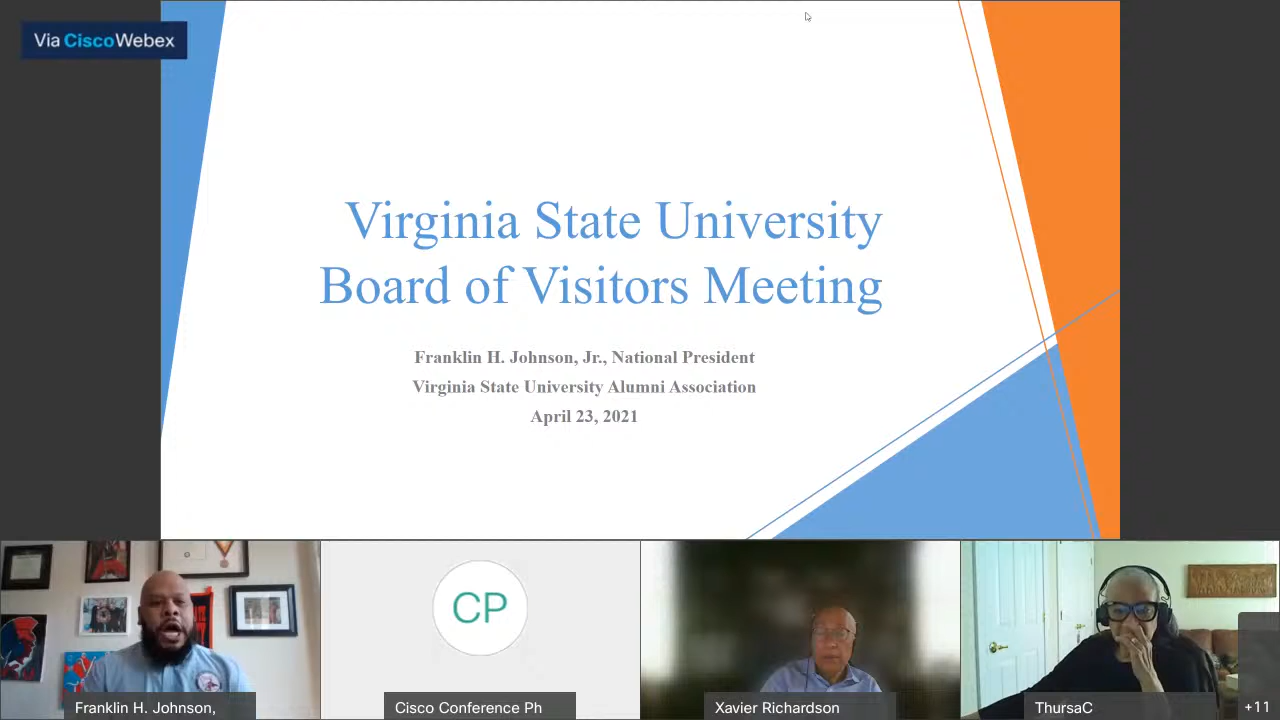 Via CiscoWebex
Virginia State University
Board of Visitors Meeting
Franklin H. Johnson, Jr., National President
Virginia State University Alumni Association
April 23, 2021
CP
Franklin H. Johnson,
Cisco Conference Ph
Xavier Richardson
ThursaC
+11